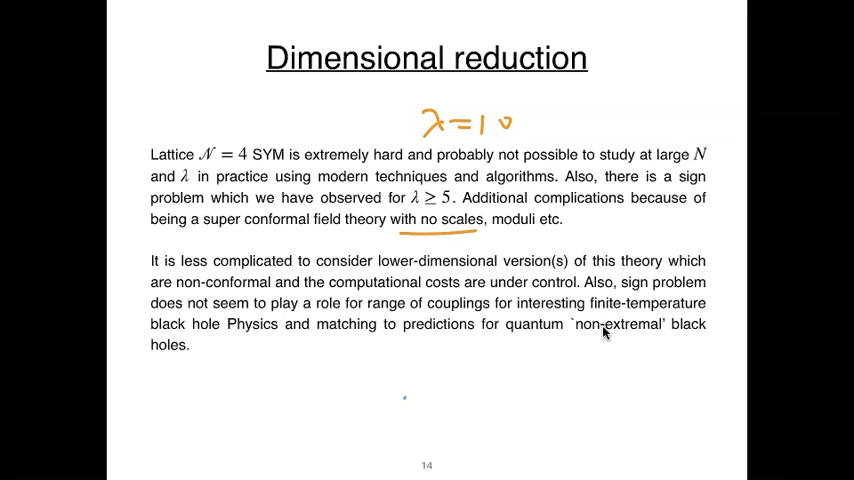 Dimensional reduction
λ = 10
Lattice 𝒩 = 4 SYM is extremely hard and probably not possible to study at large N
and λ in practice using modern techniques and algorithms. Also, there is a sign
problem which we have observed for λ ≥ 5. Additional complications because of
being a super conformal field theory with no scales, moduli etc.
It is less complicated to consider lower-dimensional version(s) of this theory which
are non-conformal and the computational costs are under control. Also, sign problem
does not seem to play a role for range of couplings for interesting finite-temperature
black hole Physics and matching to predictions for quantum `non-extremal’ black
holes.
14